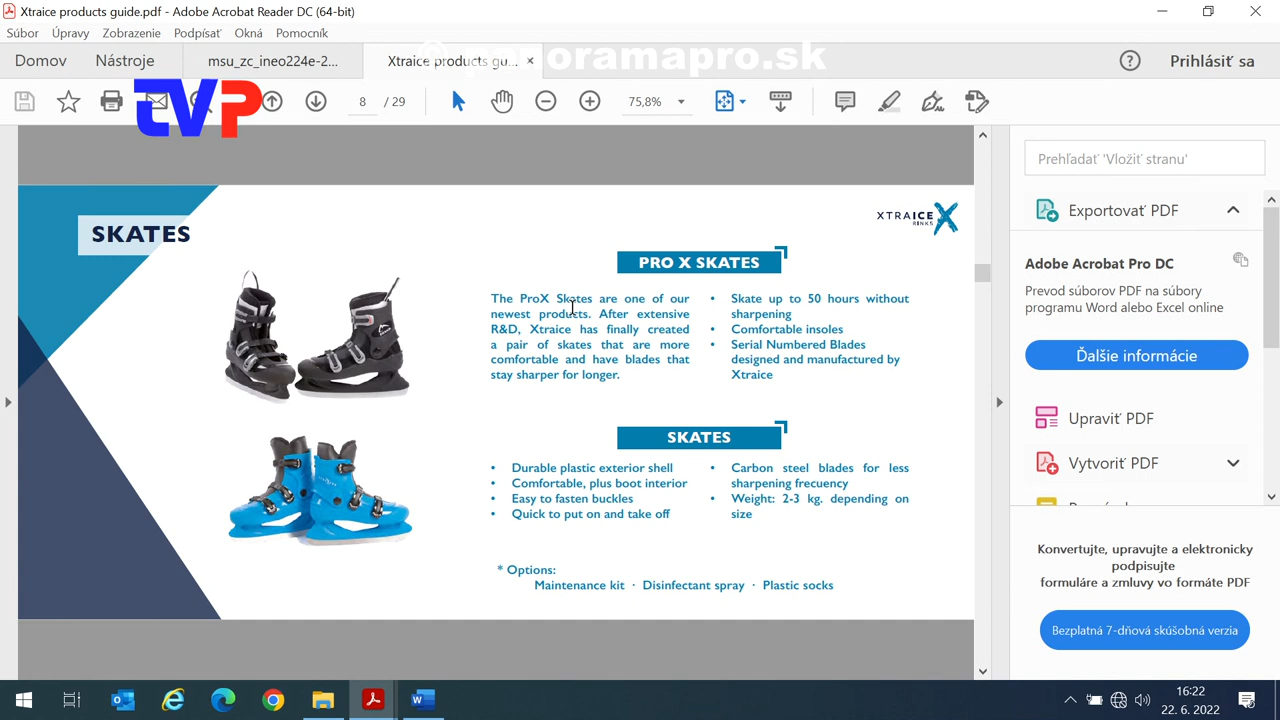 Xtraice products guide.pdf - Adobe Acrobat Reader DC (64-bit)
Súbor Úpravy Zobrazenie Podpísať Okná Pomocník
© panoramapro.sk
Domov Nástroje msu_zc_ineo224e-2... Xtraice products gu... × Prihlásiť sa
TVP
8 / 29 75,8%
SKATES
XTRAICE
RINKS
PRO X SKATES
The ProX Skates are one of our
newest products. After extensive
R&D, Xtraice has finally created
a pair of skates that are more
comfortable and have blades that
stay sharper for longer.
• Skate up to 50 hours without
sharpening
• Comfortable insoles
• Serial Numbered Blades
designed and manufactured by
Xtraice
SKATES
• Durable plastic exterior shell
• Comfortable, plus boot interior
• Easy to fasten buckles
• Quick to put on and take off
• Carbon steel blades for less
sharpening frecuency
• Weight: 2-3 kg. depending on
size
* Options:
Maintenance kit · Disinfectant spray · Plastic socks
Prehľadať 'Vložiť stranu'
Exportovať PDF
Adobe Acrobat Pro DC
Prevod súborov PDF na súbory
programu Word alebo Excel online
Ďalšie informácie
Upraviť PDF
Vytvoriť PDF
Konvertujte, upravujte a elektronicky
podpisujte
formuláre a zmluvy vo formáte PDF
Bezplatná 7-dňová skúšobná verzia
16:22
22. 6. 2022